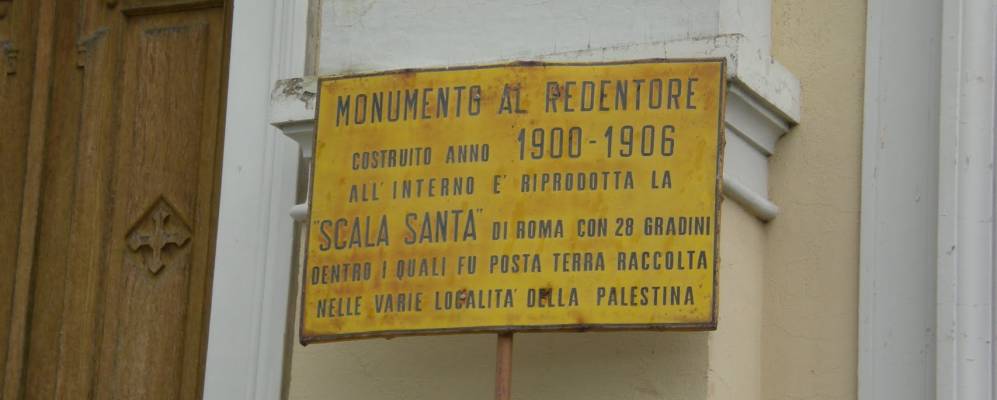 MONUMENTO AL REDENTORE
COSTRUITO ANNO 1900-1906
ALL' INTERNO E' RIPRODOTTA LA
"SCALA SANTA" DI ROMA CON 28 GRADINI
DENTRO I QUALI FU POSTA TERRA RACCOLTA
NELLE VARIE LOCALITA' DELLA PALESTINA